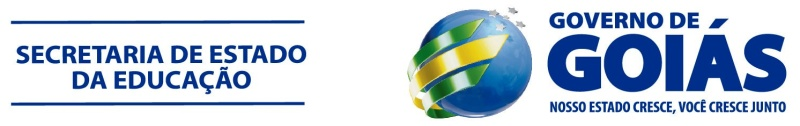 SECRETARIA DE ESTADO
DA EDUCAÇÃO
GOVERNO DE
GOIÁS
NOSSO ESTADO CRESCE, VOCÊ CRESCE JUNTO